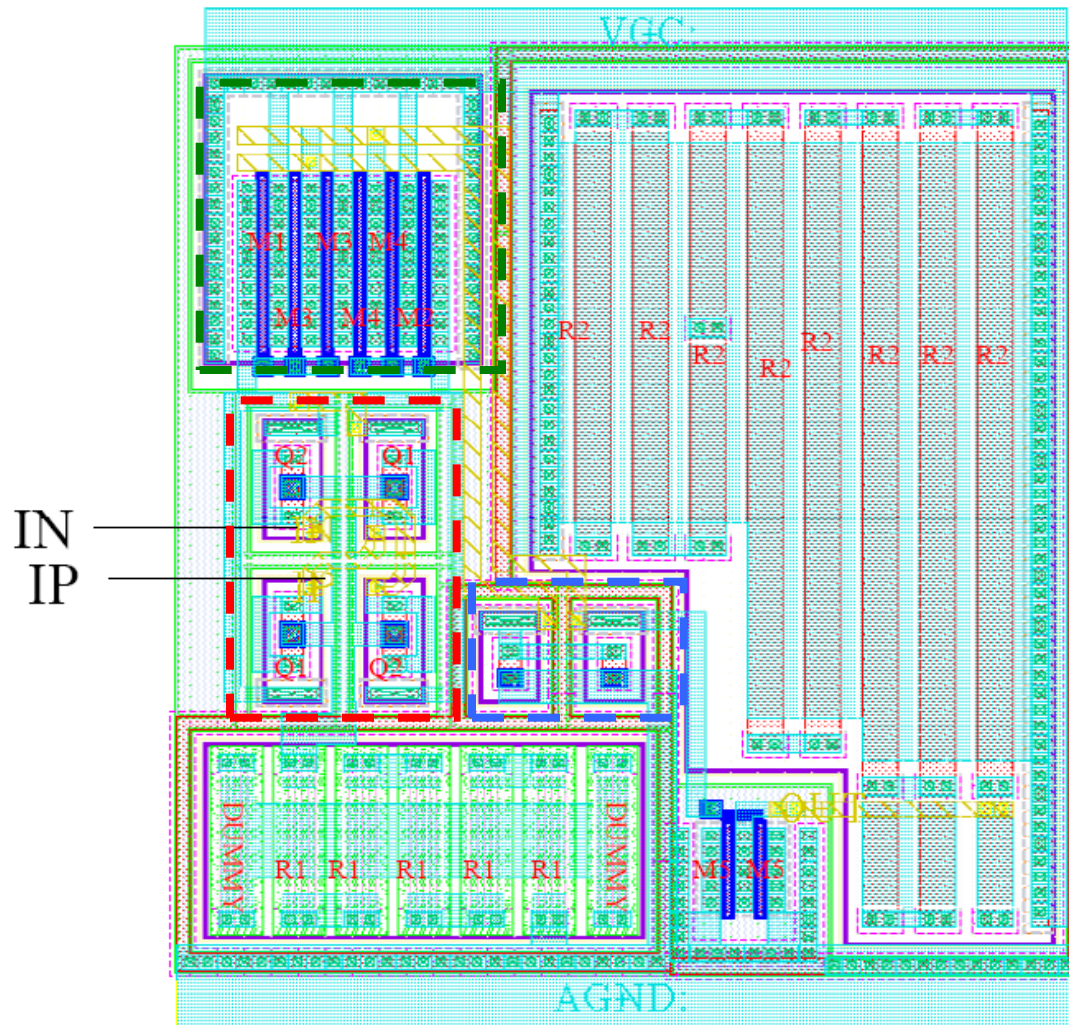 VGC:
M1 M3 M4
M3 M4 M2
R2 R2 R2 R2 R2 R2 R2 R2
Q2 Q1
IN
IP
Q1 Q2
OUT
DUMMY R1 R1 R1 R1 R1 DUMMY
M5 M5
AGND: